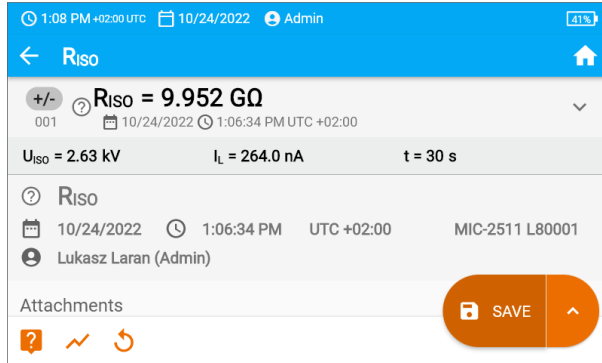 1:08 PM +02:00 UTC 10/24/2022 Admin 41%
RISO
+/- RISO = 9.952 GΩ
001 10/24/2022 1:06:34 PM UTC +02:00
UISO = 2.63 kV IL = 264.0 nA t = 30 s
RISO
10/24/2022 1:06:34 PM UTC +02:00 MIC-2511 L80001
Lukasz Laran (Admin)
Attachments
SAVE